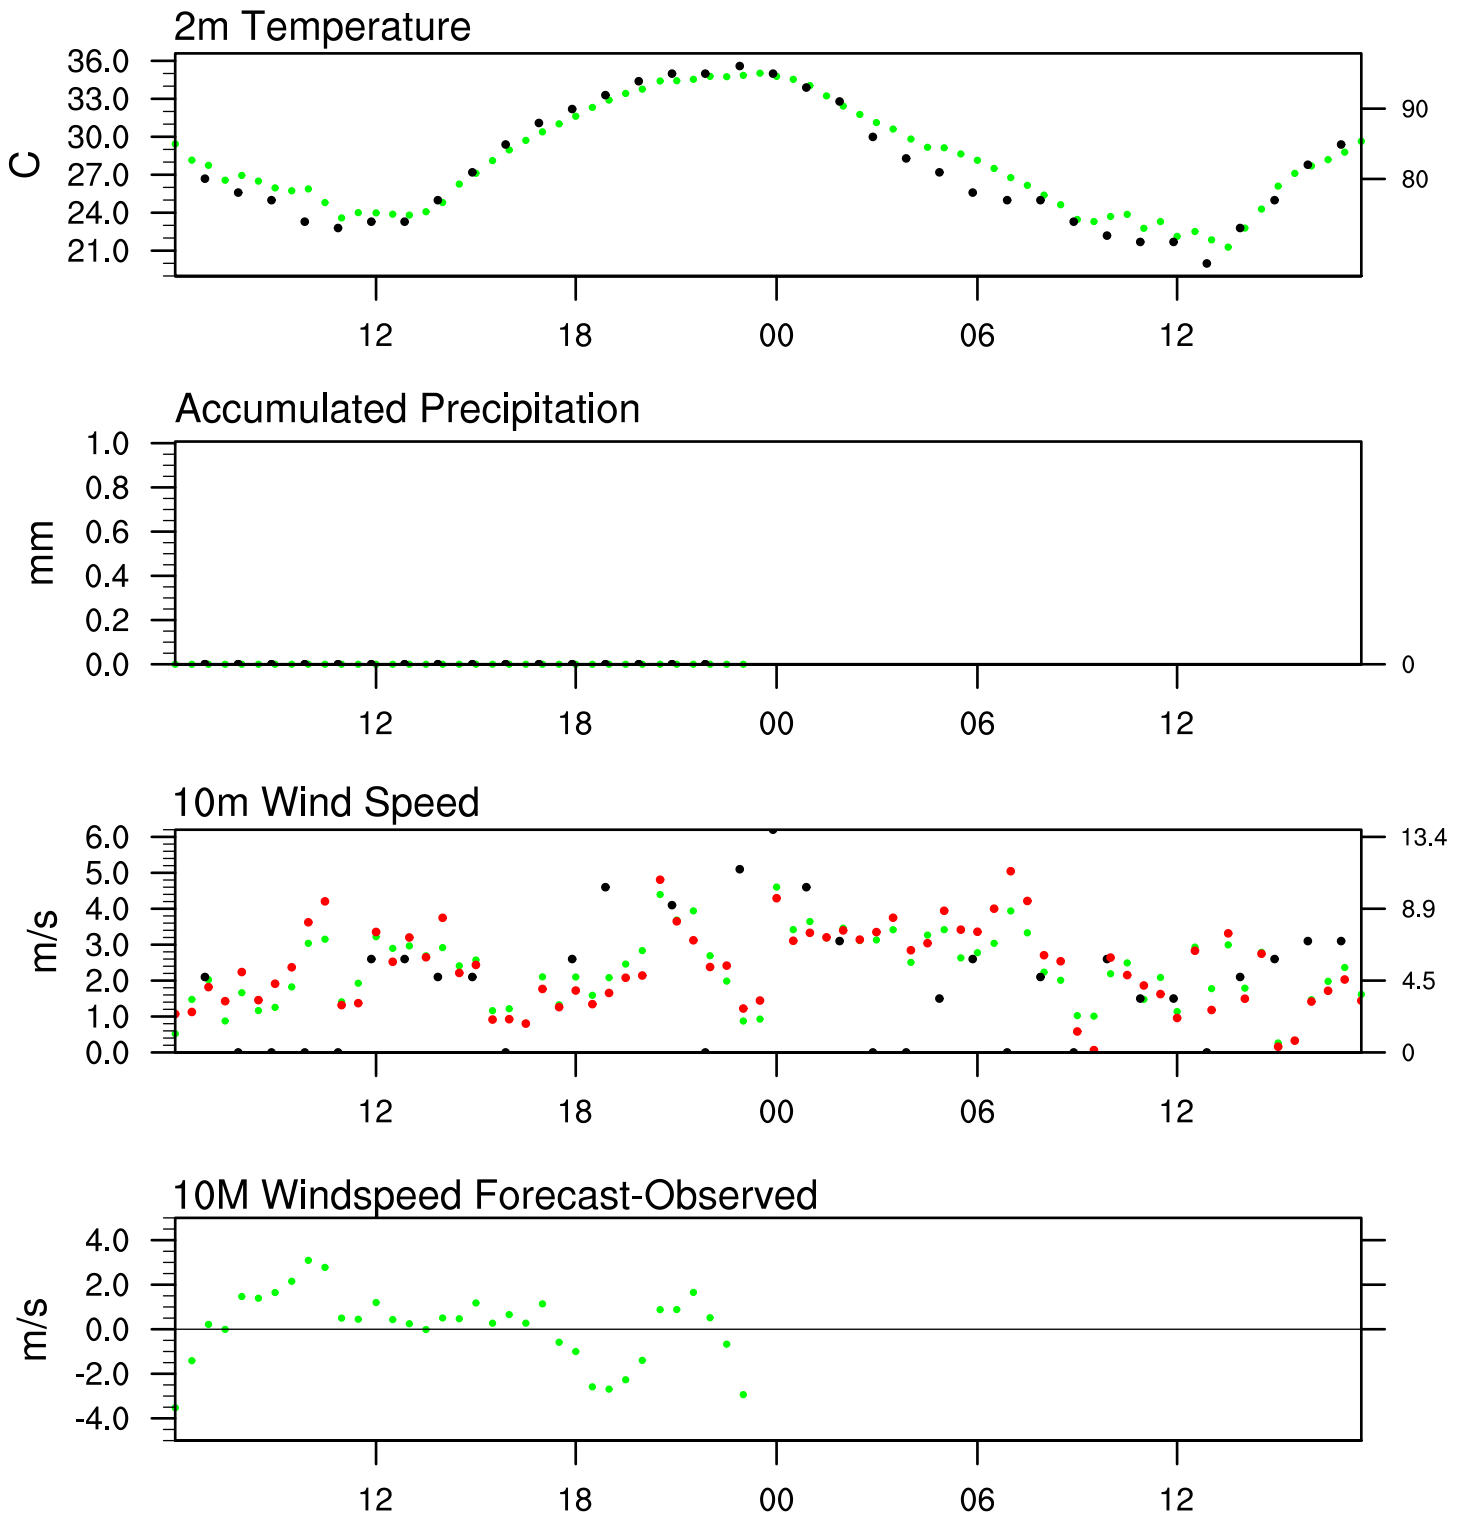 2m Temperature
36.0
33.0
30.0
27.0
24.0
21.0
C
90
80
12 18 00 06 12
Accumulated Precipitation
1.0
0.8
0.6
0.4
0.2
0.0
mm
0
12 18 00 06 12
10m Wind Speed
6.0
5.0
4.0
3.0
2.0
1.0
0.0
m/s
13.4
8.9
4.5
0
12 18 00 06 12
10M Windspeed Forecast-Observed
4.0
2.0
0.0
-2.0
-4.0
m/s
12 18 00 06 12